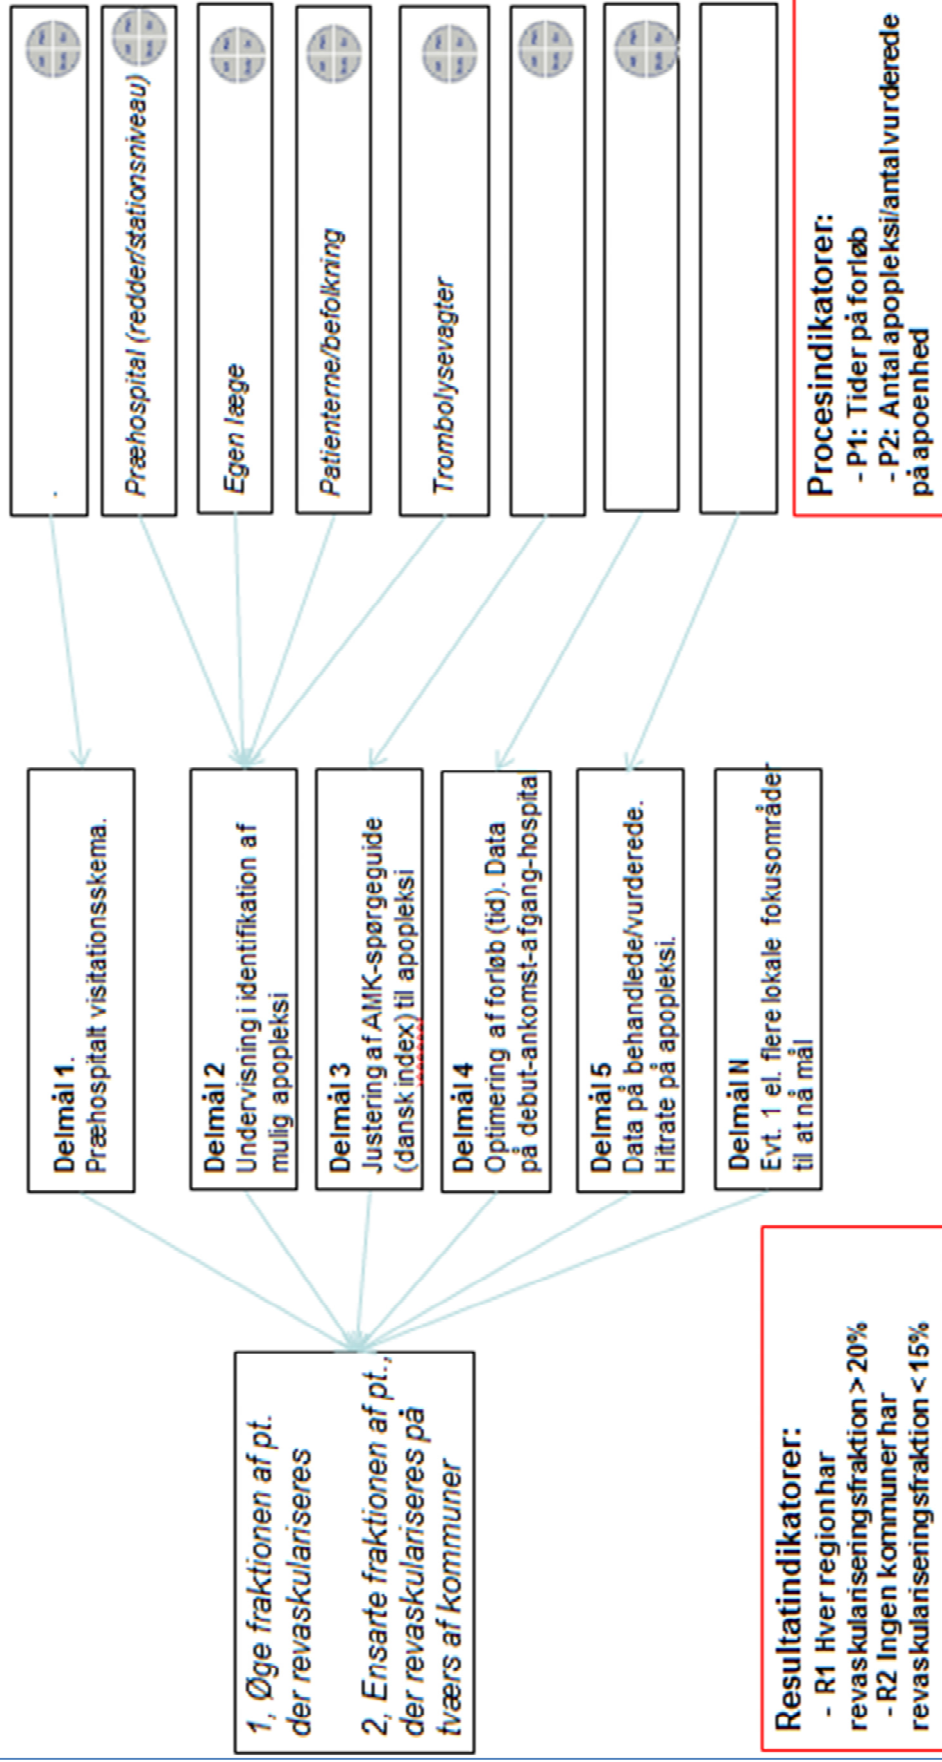 1, Øge fraktionen af pt.
der revaskulariseres
2, Ensarte fraktionen af pt.,
der revaskulariseres på
tværs af kommuner
Resultatindikatorer:
- R1 Hver region har
revaskulariseringsfraktion > 20%
- R2 Ingen kommuner har
revaskulariseringsfraktion < 15%
Delmål 1.
Præhospitalt visitationsskema.
Delmål 2
Undervisning i identifikation af
mulig apopleksi
Delmål 3
Justering af AMK-spørgeguide
(dansk index) til apopleksi
Delmål 4
Optimering af forløb (tid). Data
på debut-ankomst-afgang-hospital
Delmål 5
Data på behandlede/vurderede.
Hitrate på apopleksi.
Delmål N
Evt. 1 el. flere lokale fokusområder
til at nå mål
.
Præhospital (redder/stationsniveau)
Egen læge
Patienterne/befolkning
Trombolysevagter
Procesindikatorer:
- P1: Tider på forløb
- P2: Antal apopleksi/antal vurderede
på apoenhed